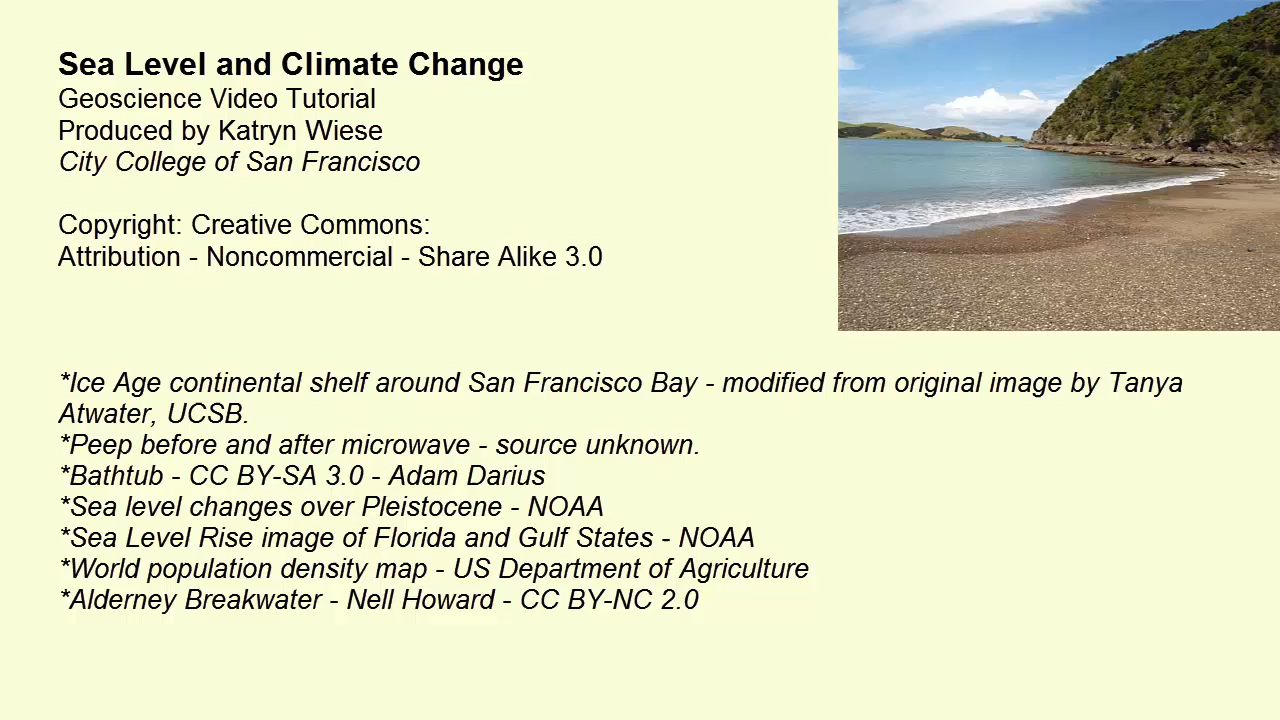 Sea Level and Climate Change
Geoscience Video Tutorial
Produced by Katryn Wiese
City College of San Francisco
Copyright: Creative Commons:
Attribution - Noncommercial - Share Alike 3.0
*Ice Age continental shelf around San Francisco Bay - modified from original image by Tanya
Atwater, UCSB.
*Peep before and after microwave - source unknown.
*Bathtub - CC BY-SA 3.0 - Adam Darius
*Sea level changes over Pleistocene - NOAA
*Sea Level Rise image of Florida and Gulf States - NOAA
*World population density map - US Department of Agriculture
*Alderney Breakwater - Nell Howard - CC BY-NC 2.0